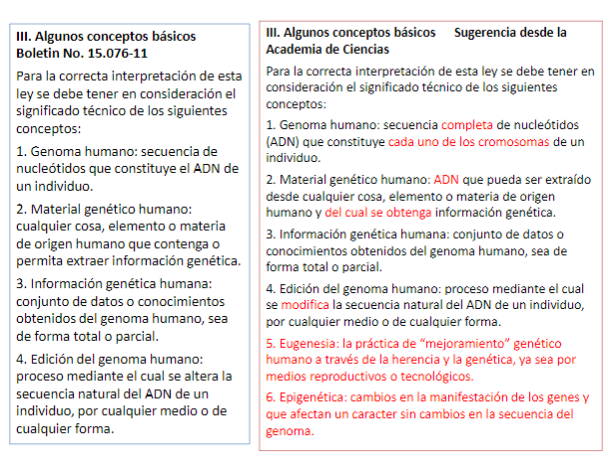 III. Algunos conceptos básicos
Boletin No. 15.076-11
Para la correcta interpretación de esta
ley se debe tener en consideración el
significado técnico de los siguientes
conceptos:
1. Genoma humano: secuencia de
nucleótidos que constituye el ADN de
un individuo.
2. Material genético humano:
cualquier cosa, elemento o materia
de origen humano que contenga o
permita extraer información genética.
3. Información genética humana:
conjunto de datos o conocimientos
obtenidos del genoma humano, sea
de forma total o parcial.
4. Edición del genoma humano:
proceso mediante el cual se altera la
secuencia natural del ADN de un
individuo, por cualquier medio o de
cualquier forma.
III. Algunos conceptos básicos Sugerencia desde la
Academia de Ciencias
Para la correcta interpretación de esta ley se debe tener en
consideración el significado técnico de los siguientes
conceptos:
1. Genoma humano: secuencia completa de nucleótidos
(ADN) que constituye cada uno de los cromosomas de un
individuo.
2. Material genético humano: ADN que pueda ser extraído
desde cualquier cosa, elemento o materia de origen
humano y del cual se obtenga información genética.
3. Información genética humana: conjunto de datos o
conocimientos obtenidos del genoma humano, sea de
forma total o parcial.
4. Edición del genoma humano: proceso mediante el cual
se modifica la secuencia natural del ADN de un individuo,
por cualquier medio o de cualquier forma.
5. Eugenesia: la práctica de “mejoramiento” genético
humano a través de la herencia y la genética, ya sea por
medios reproductivos o tecnológicos.
6. Epigenética: cambios en la manifestación de los genes y
que afectan un caracter sin cambios en la secuencia del
genoma.